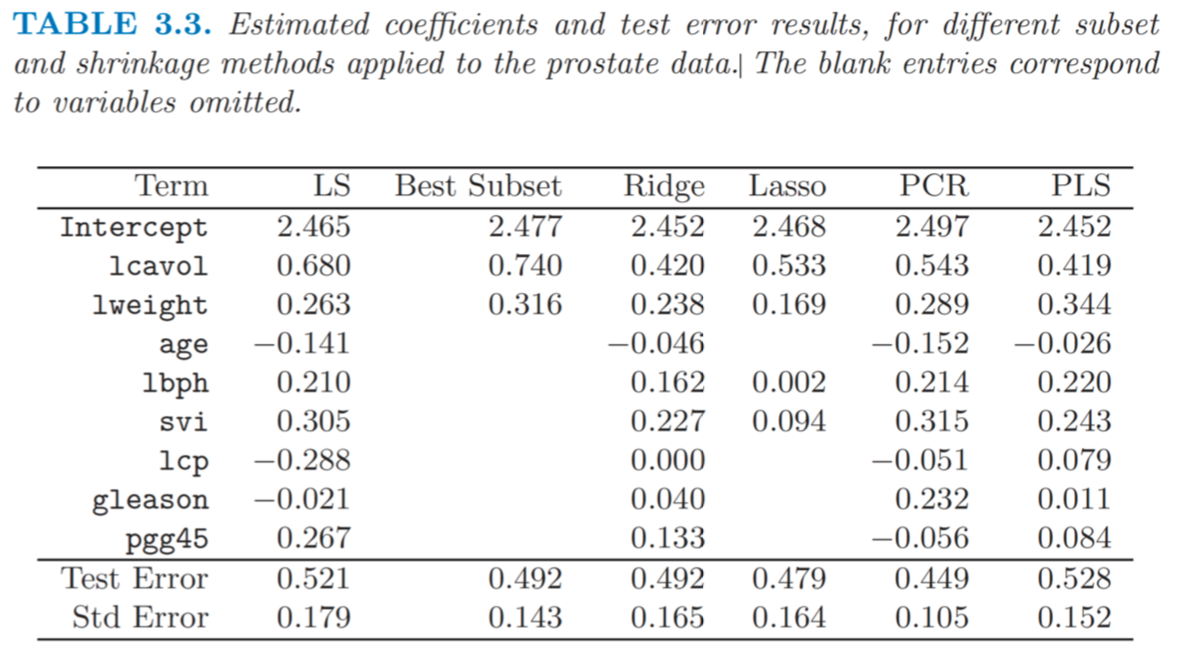 TABLE 3.3. Estimated coefficients and test error results, for different subset
and shrinkage methods applied to the prostate data.| The blank entries correspond
to variables omitted.
Term LS Best Subset Ridge Lasso PCR PLS
Intercept 2.465 2.477 2.452 2.468 2.497 2.452
lcavol 0.680 0.740 0.420 0.533 0.543 0.419
lweight 0.263 0.316 0.238 0.169 0.289 0.344
age −0.141 −0.046 −0.152 −0.026
lbph 0.210 0.162 0.002 0.214 0.220
svi 0.305 0.227 0.094 0.315 0.243
lcp −0.288 0.000 −0.051 0.079
gleason −0.021 0.040 0.232 0.011
pgg45 0.267 0.133 −0.056 0.084
Test Error 0.521 0.492 0.492 0.479 0.449 0.528
Std Error 0.179 0.143 0.165 0.164 0.105 0.152